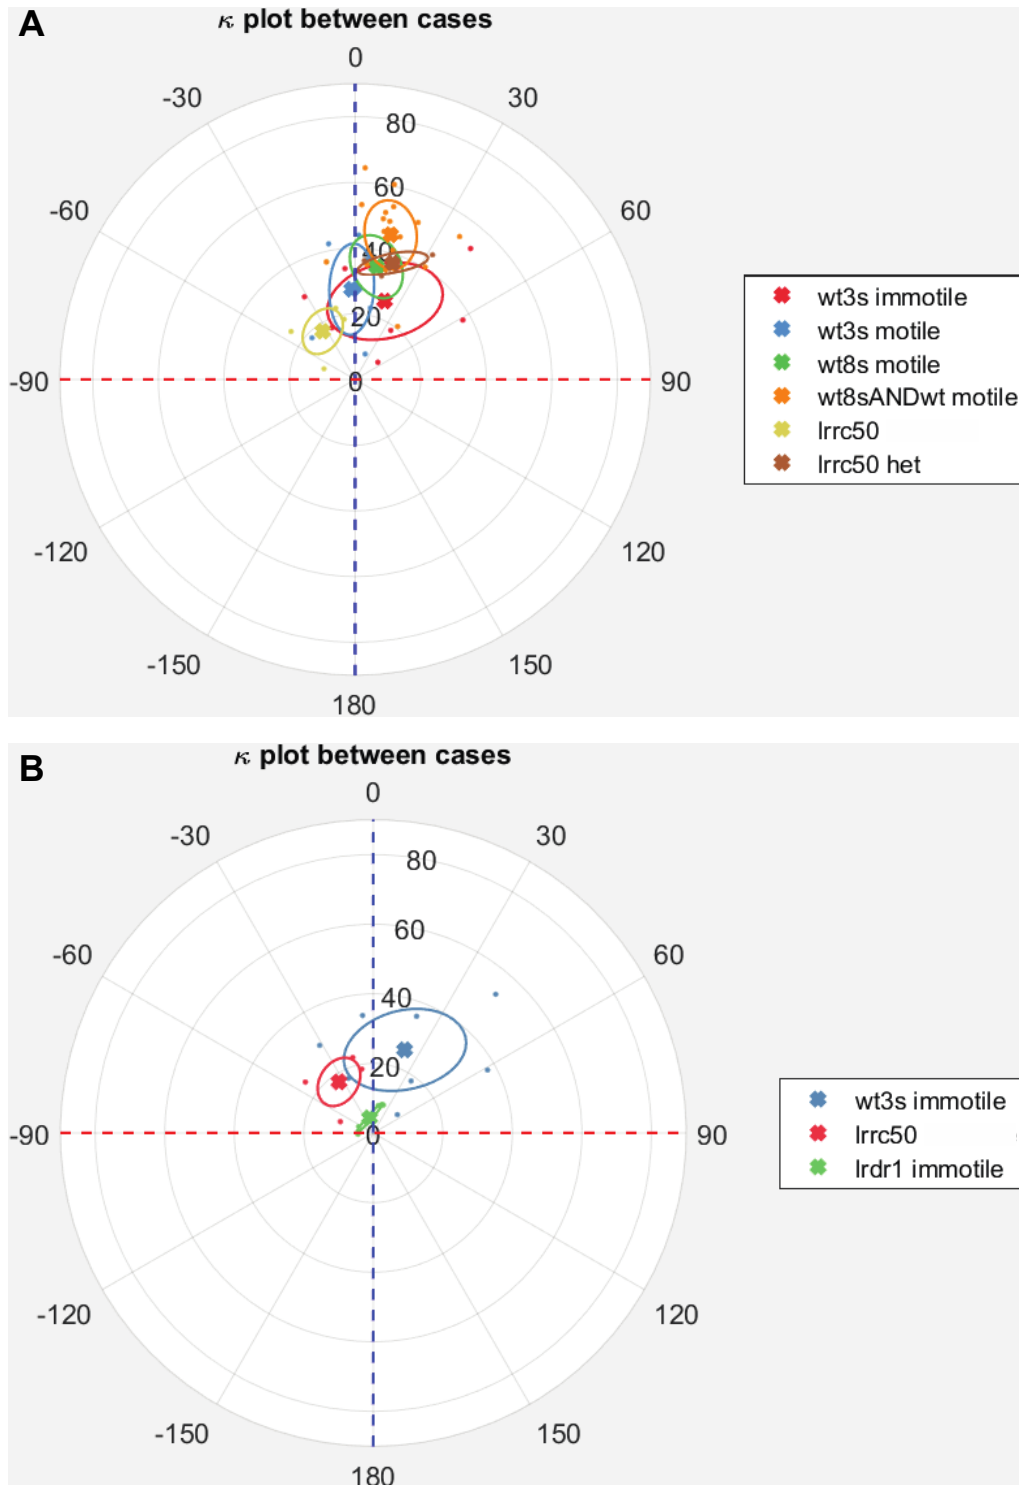 A
κ plot between cases
0
-30
30
80
60
-60
60
40
20
-90
0
90
wt3s immotile
wt3s motile
wt8s motile
wt8sANDwt motile
lrrc50
lrrc50 het
-120
120
-150
150
180
B
κ plot between cases
0
-30
30
80
60
-60
60
40
20
-90
0
90
wt3s immotile
lrrc50
lrdr1 immotile
-120
120
-150
150
180